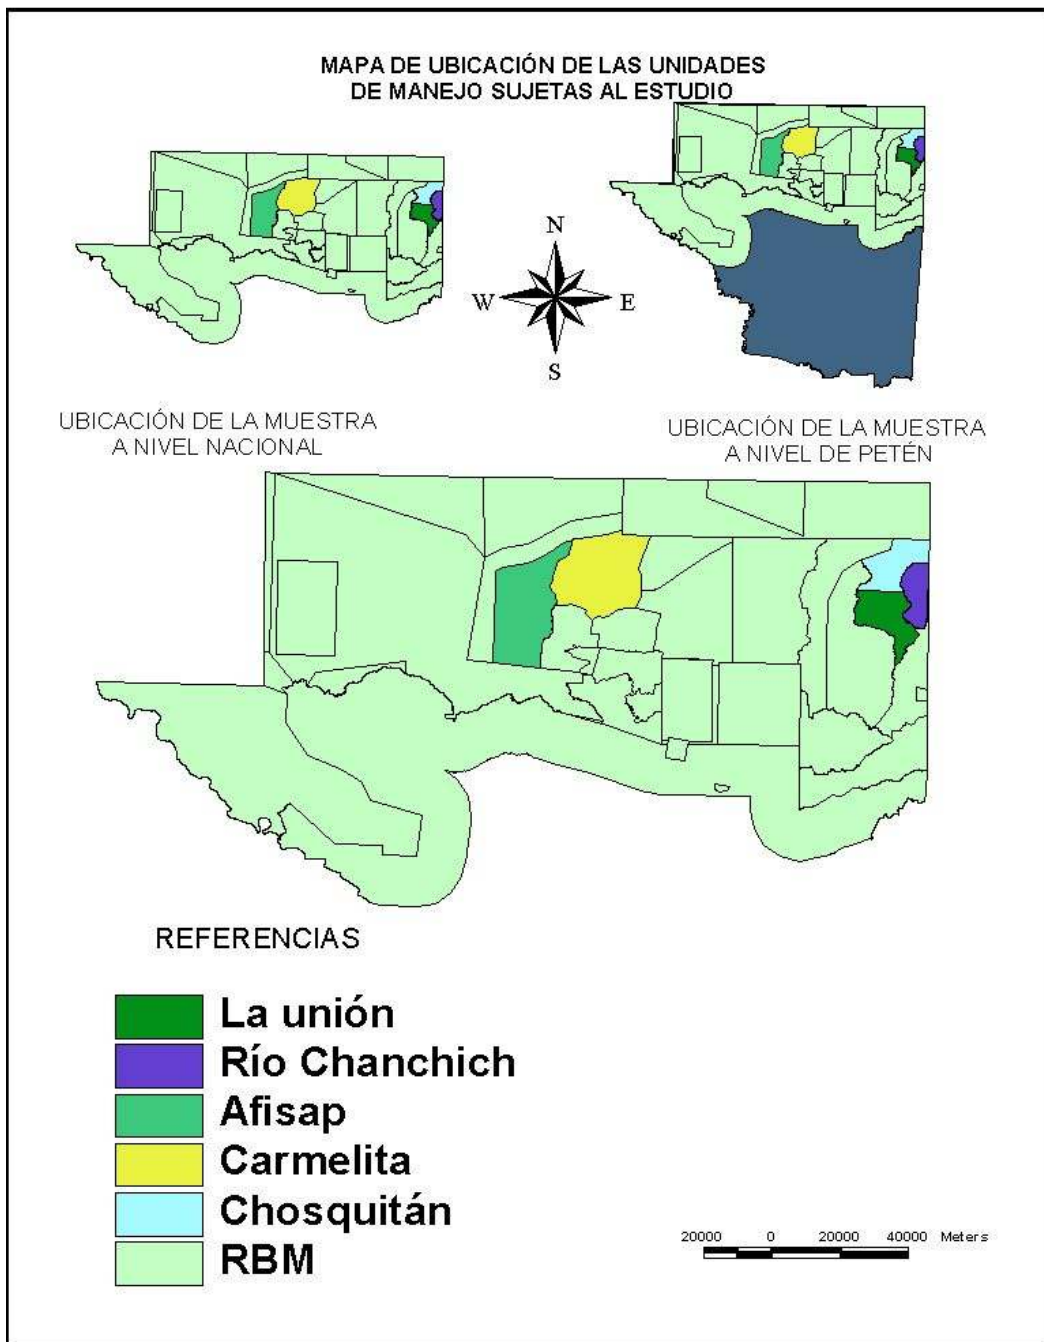 MAPA DE UBICACIÓN DE LAS UNIDADES
DE MANEJO SUJETAS AL ESTUDIO
N
W
E
S
UBICACIÓN DE LA MUESTRA
A NIVEL NACIONAL
UBICACIÓN DE LA MUESTRA
A NIVEL DE PETÉN
REFERENCIAS
La unión
Río Chanchich
Afisap
Carmelita
Chosquitán
RBM
20000 0 20000 40000 Meters